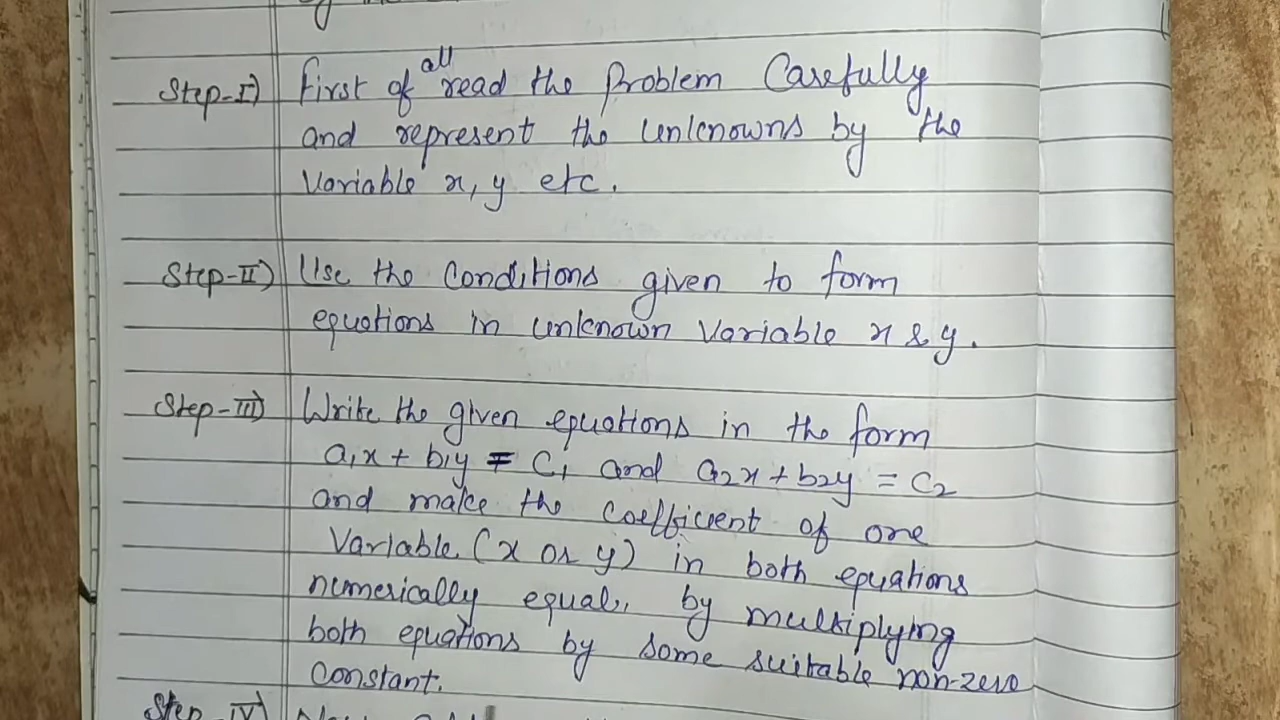 Step-I) First of all read the Problem Carefully
and represent the unknowns by the
Variable x, y etc.
Step-II) Use the Conditions given to form
equations in unknown Variable x & y.
Step-III) Write the given equations in the form
a₁x + b₁y = C₁ and a₂x + b₂y = C₂
and make the coefficient of one
Variable (x or y) in both equations
numerically equal, by multiplying
both equations by some suitable non-zero
Constant.
Step-IV)